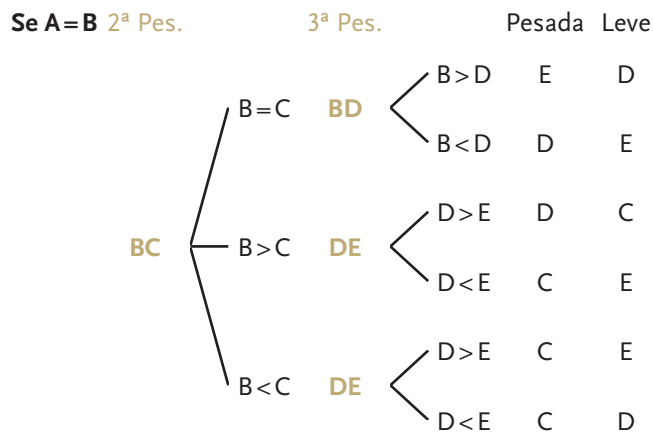 Se A=B 2ª Pes. 3ª Pes. Pesada Leve
B>D E D
B=C BD
B<D D E
D>E D C
BC B>C DE
D<E C E
D>E C E
B<C DE
D<E C D